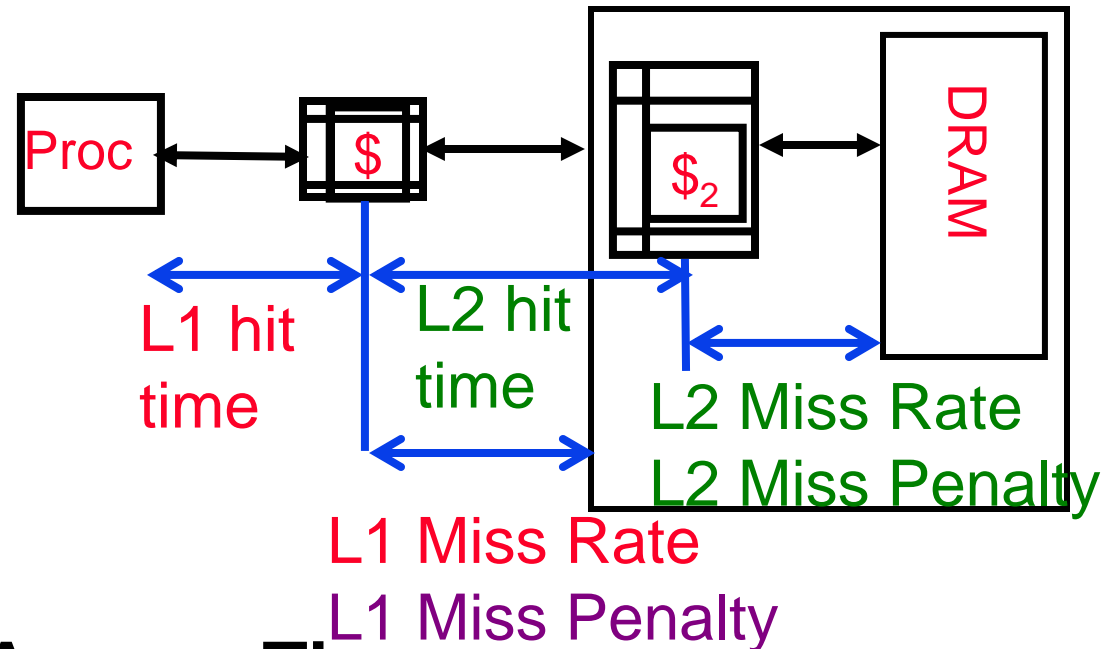 Proc
$
$2
DRAM
L1 hit
time
L2 hit
time
L2 Miss Rate
L2 Miss Penalty
L1 Miss Rate
L1 Miss Penalty